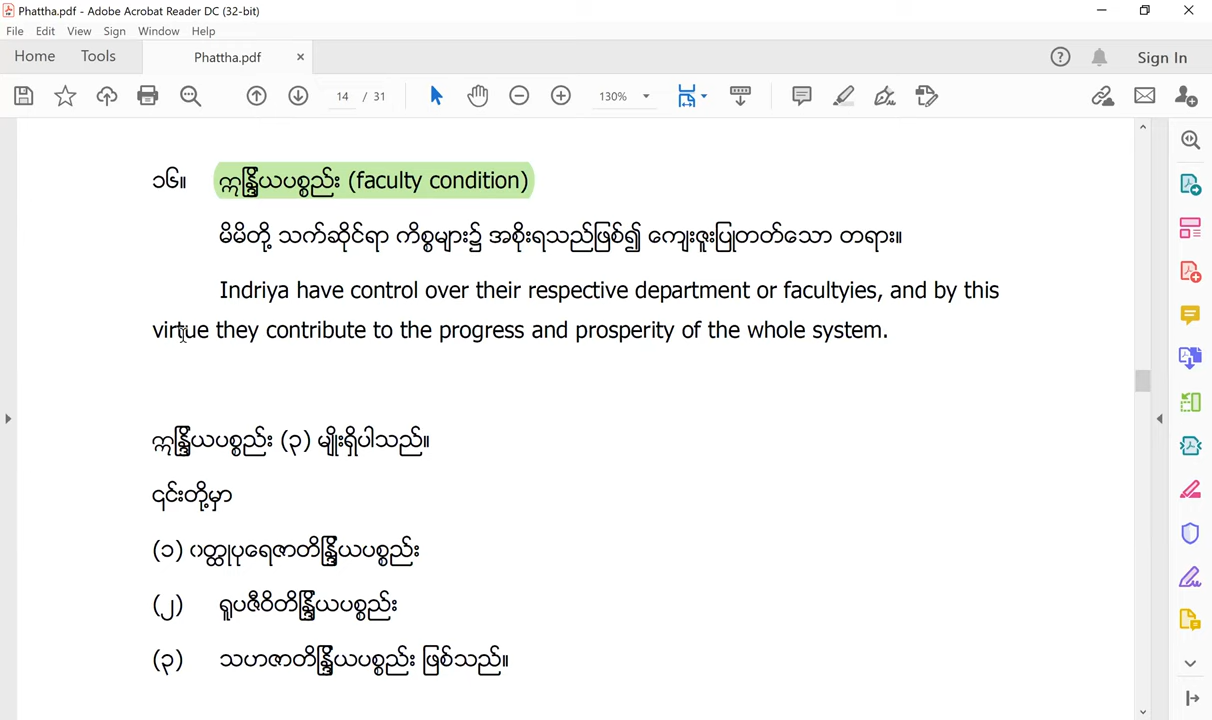 Phattha.pdf - Adobe Acrobat Reader DC (32-bit)
File Edit View Sign Window Help
Home Tools Phattha.pdf × Sign In
14 / 31 130%
၁၆။ ဣန္ဒြိယပစ္စည်း (faculty condition)
မိမိတို့ သက်ဆိုင်ရာ ကိစ္စများ၌ အစိုးရသည်ဖြစ်၍ ကျေးဇူးပြုတတ်သော တရား။
Indriya have control over their respective department or facultyies, and by this
virtue they contribute to the progress and prosperity of the whole system.
ဣန္ဒြိယပစ္စည်း (၃) မျိုးရှိပါသည်။
၎င်းတို့မှာ
(၁) ဝတ္ထုပုရေဇာတိန္ဒြိယပစ္စည်း
(၂) ရူပဇီဝိတိန္ဒြိယပစ္စည်း
(၃) သဟဇာတိန္ဒြိယပစ္စည်း ဖြစ်သည်။